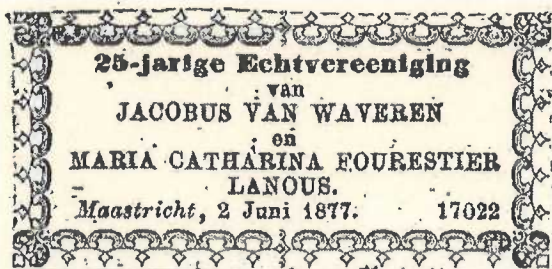 25-jarige Echtvereeniging
van
JACOBUS VAN WAVEREN
en
MARIA CATHARINA FOURESTIER
LANOUS.
Maastricht, 2 Juni 1877. 17022